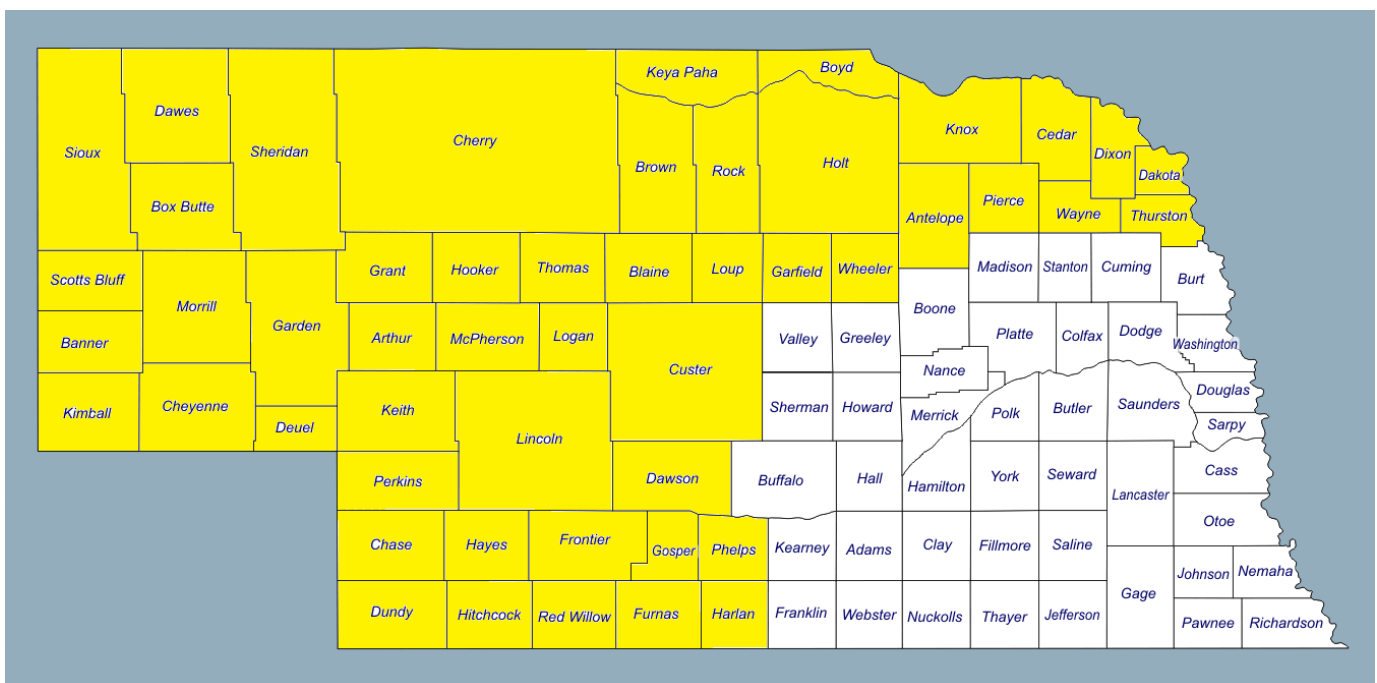 Keya Paha
Boyd
Dawes
Knox
Cedar
Sioux
Sheridan
Cherry
Brown
Rock
Holt
Dixon
Dakota
Box Butte
Antelope
Pierce
Wayne
Thurston
Scotts Bluff
Grant
Hooker
Thomas
Blaine
Loup
Garfield
Wheeler
Madison
Stanton
Cuming
Burt
Morrill
Garden
Boone
Banner
Arthur
McPherson
Logan
Custer
Valley
Greeley
Platte
Colfax
Dodge
Washington
Nance
Kimball
Cheyenne
Keith
Sherman
Howard
Merrick
Polk
Butler
Saunders
Douglas
Deuel
Lincoln
Sarpy
Perkins
Dawson
Buffalo
Hall
Hamilton
York
Seward
Lancaster
Cass
Otoe
Chase
Hayes
Frontier
Gosper
Phelps
Kearney
Adams
Clay
Fillmore
Saline
Johnson
Nemaha
Gage
Dundy
Hitchcock
Red Willow
Furnas
Harlan
Franklin
Webster
Nuckolls
Thayer
Jefferson
Pawnee
Richardson